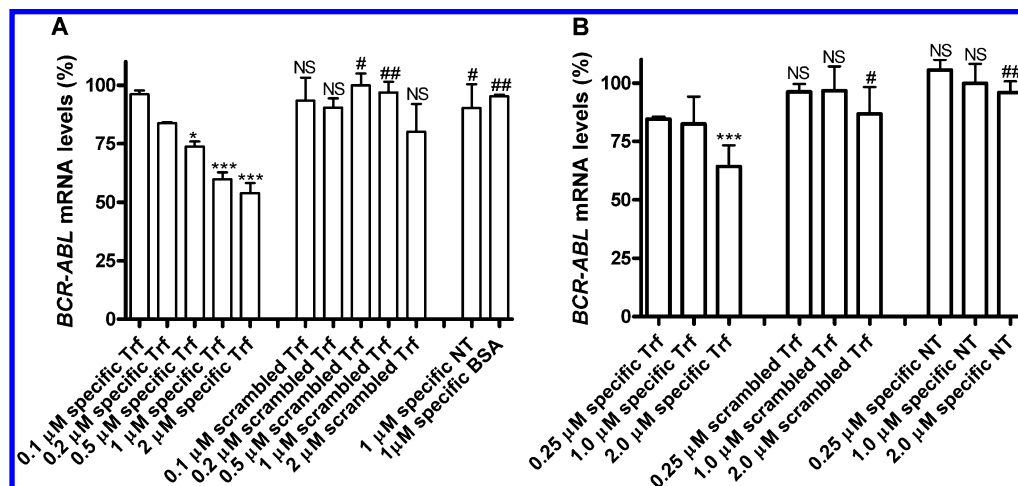 A
BCR-ABL mRNA levels (%)
100
75
50
25
0
*
***
***
NS
NS
#
##
NS
#
##
0.1 µM specific Trf
0.2 µM specific Trf
0.5 µM specific Trf
1 µM specific Trf
2 µM specific Trf
0.1 µM scrambled Trf
0.2 µM scrambled Trf
0.5 µM scrambled Trf
1 µM scrambled Trf
2 µM scrambled Trf
1 µM specific NT
1µM specific BSA
B
BCR-ABL mRNA levels (%)
100
75
50
25
0
***
NS
NS
#
NS
NS
##
0.25 µM specific Trf
1.0 µM specific Trf
2.0 µM specific Trf
0.25 µM scrambled Trf
1.0 µM scrambled Trf
2.0 µM scrambled Trf
0.25 µM specific NT
1.0 µM specific NT
2.0 µM specific NT